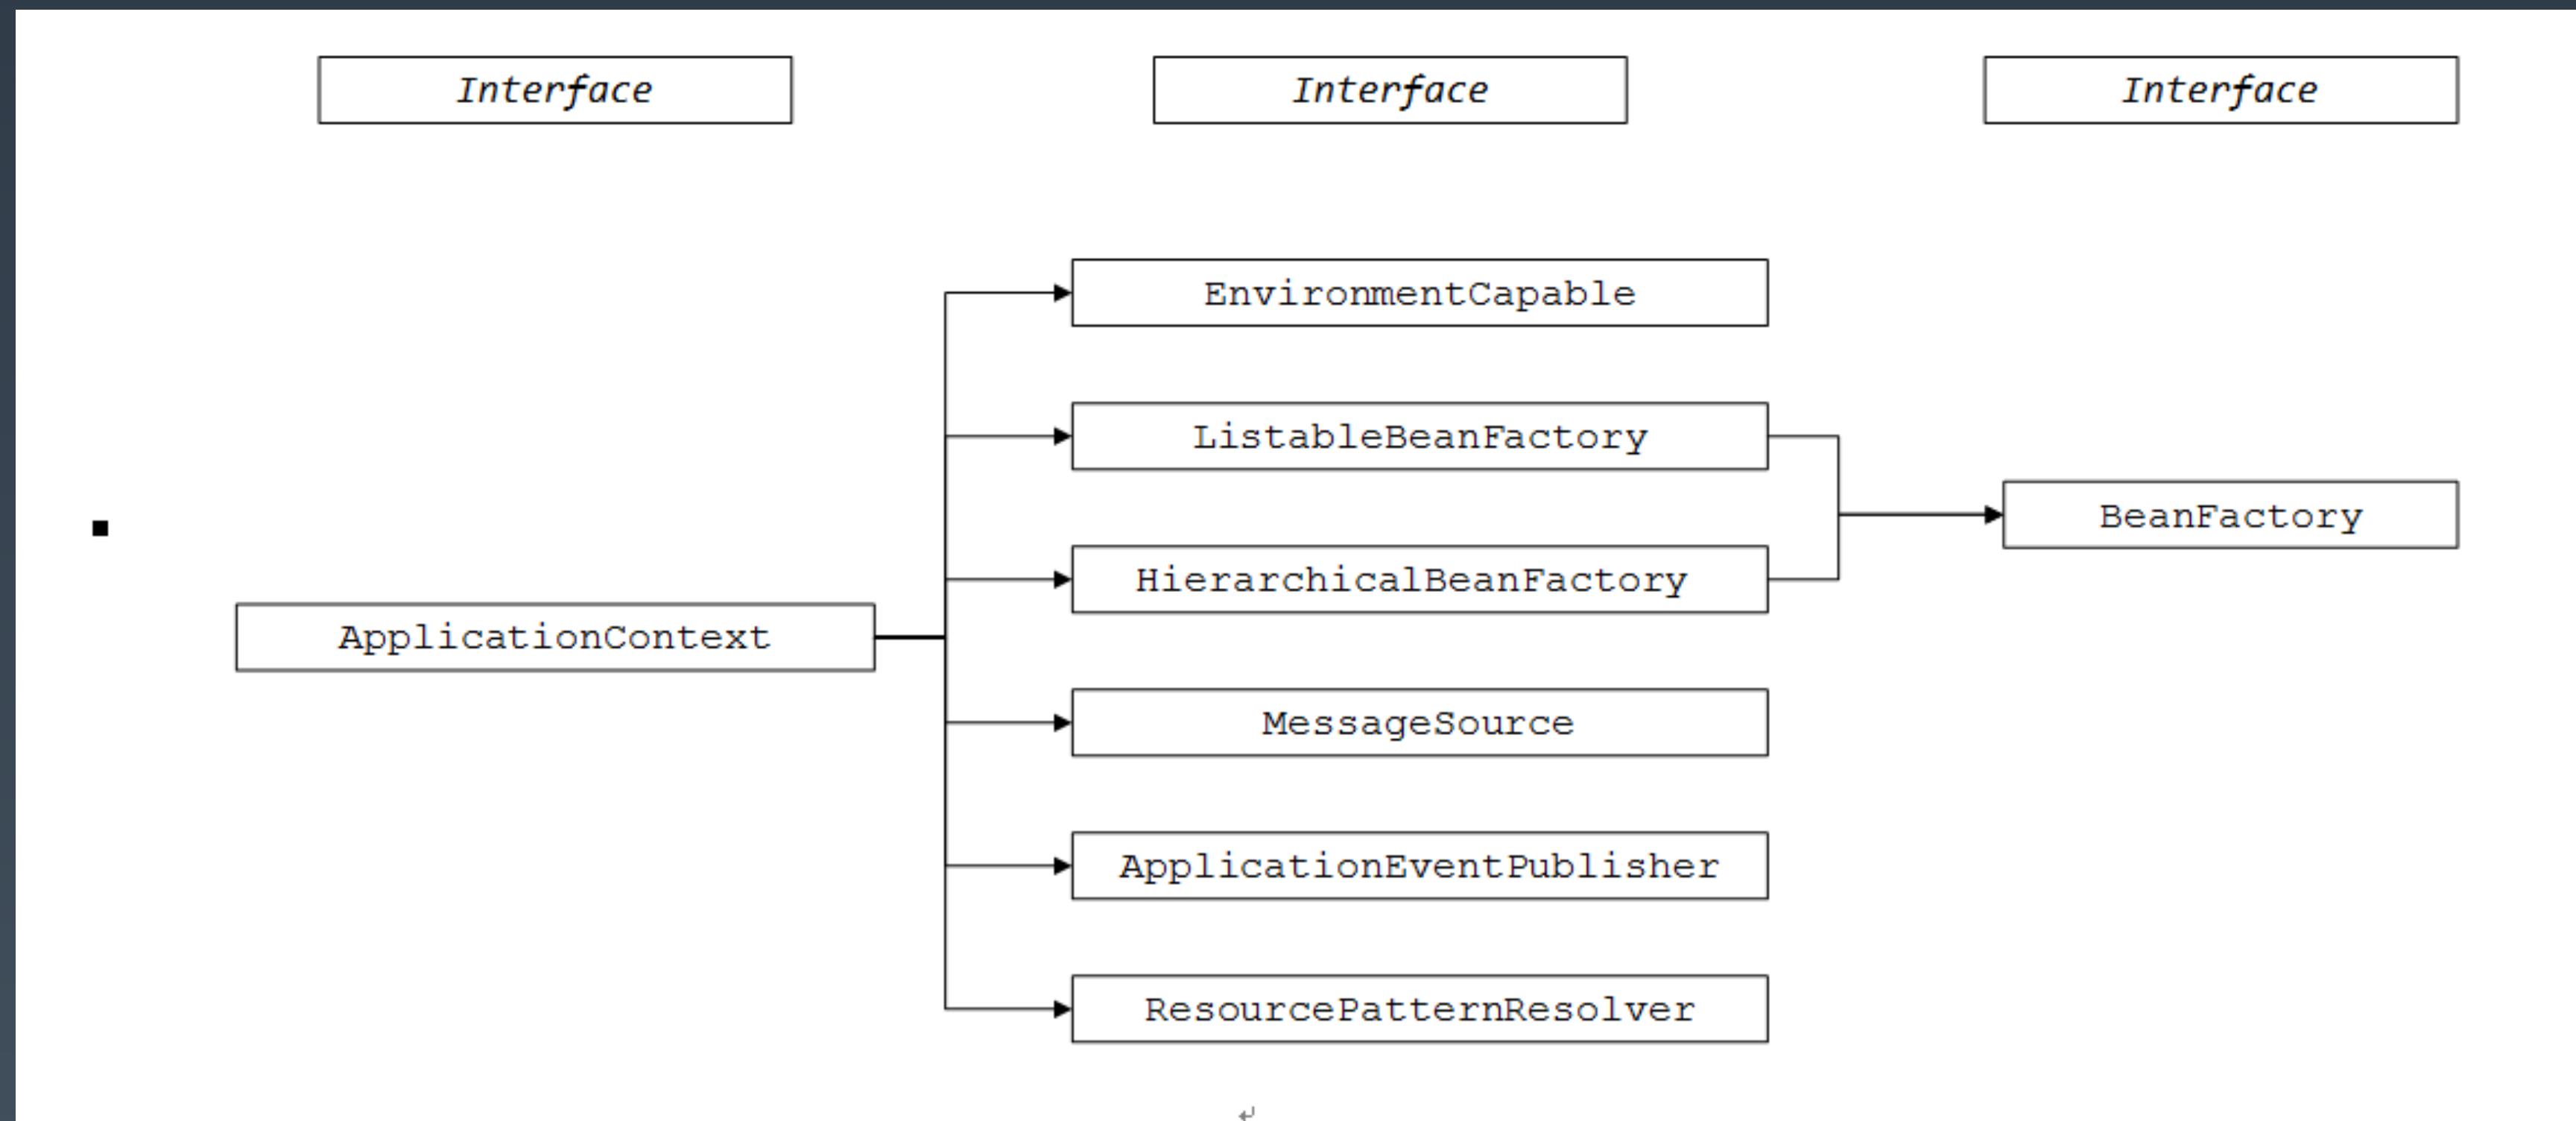 Interface
Interface
Interface
EnvironmentCapable
ListableBeanFactory
BeanFactory
HierarchicalBeanFactory
ApplicationContext
MessageSource
ApplicationEventPublisher
ResourcePatternResolver